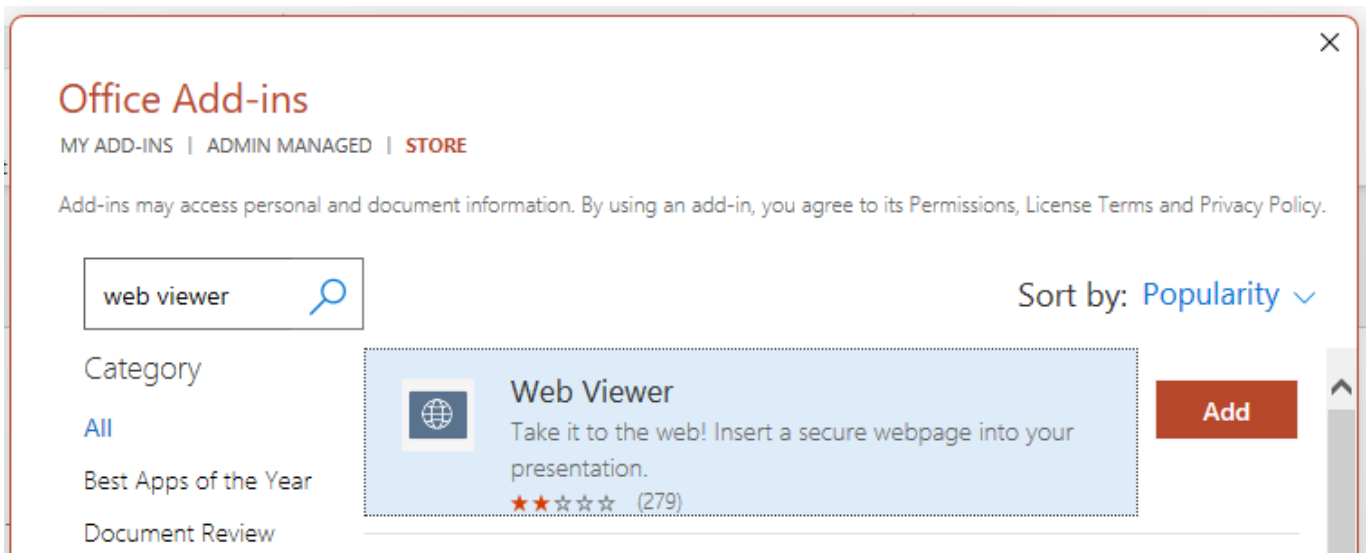 Office Add-ins
MY ADD-INS | ADMIN MANAGED | STORE
Add-ins may access personal and document information. By using an add-in, you agree to its Permissions, License Terms and Privacy Policy.
web viewer
Sort by: Popularity
Category
All
Best Apps of the Year
Document Review
Web Viewer
Take it to the web! Insert a secure webpage into your
presentation.
(279)
Add